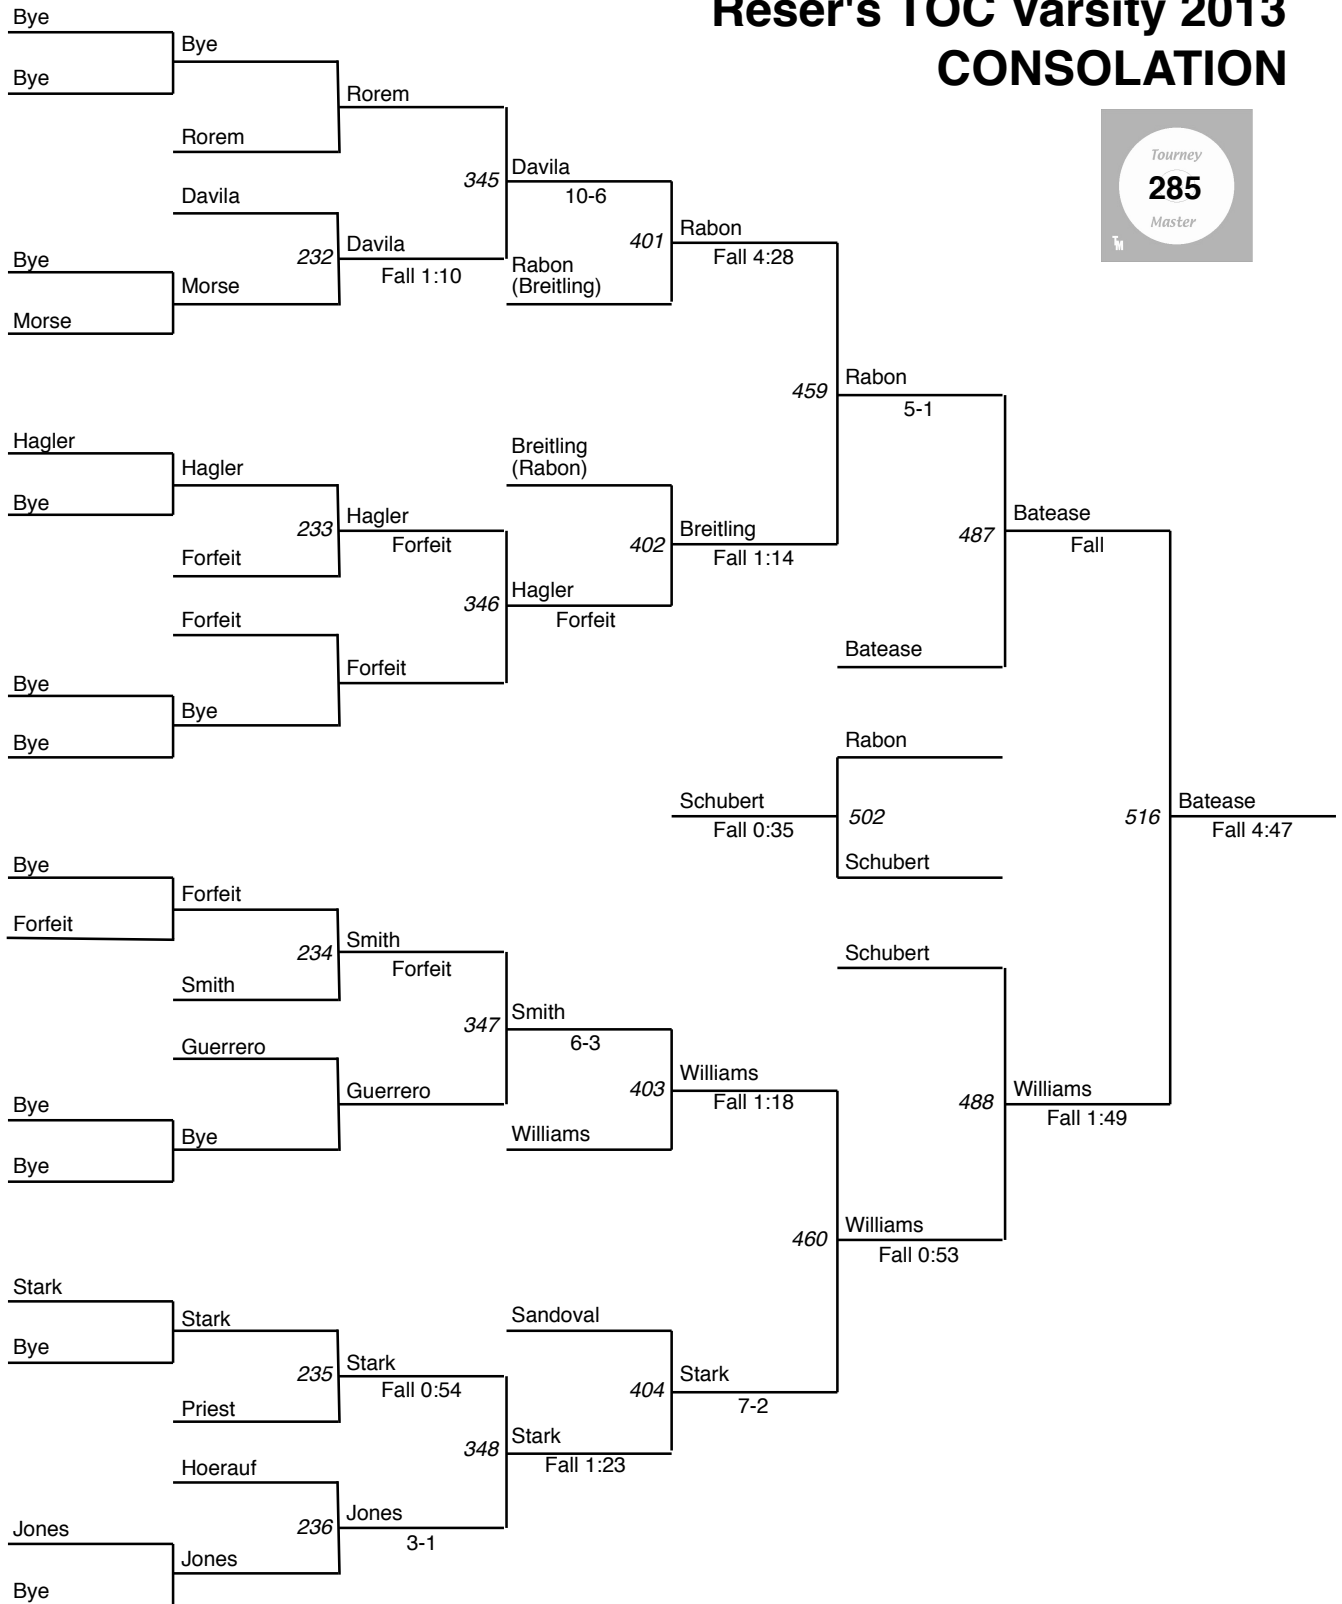 Reser's TOC Varsity 2013
CONSOLATION
Tourney
285
Master
TM
Bye
Bye
Bye
Rorem
Rorem
Davila
345
Davila
10-6
232
Davila
Fall 1:10
Bye
Morse
Morse
Rabon
(Breitling)
401
Rabon
Fall 4:28
459
Rabon
5-1
Hagler
Hagler
Bye
233
Hagler
Forfeit
Forfeit
Breitling
(Rabon)
402
Breitling
Fall 1:14
346
Hagler
Forfeit
Forfeit
Forfeit
Bye
Bye
Bye
487
Batease
Fall
Batease
Rabon
Schubert
Fall 0:35
502
Schubert
516
Batease
Fall 4:47
Bye
Forfeit
Forfeit
234
Smith
Forfeit
Smith
347
Smith
6-3
Guerrero
Guerrero
Bye
Bye
Bye
403
Williams
Fall 1:18
Williams
Schubert
488
Williams
Fall 1:49
460
Williams
Fall 0:53
Stark
Stark
Bye
235
Stark
Fall 0:54
Priest
Sandoval
404
Stark
7-2
348
Stark
Fall 1:23
Hoerauf
236
Jones
3-1
Jones
Jones
Bye